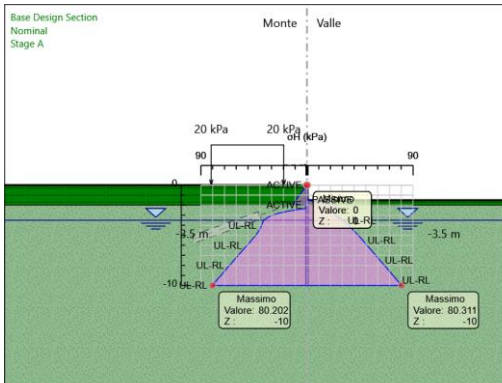 Base Design Section
Nominal
Stage A
Monte Valle
20 kPa 20 kPa
σH (kPa)
90 90
0
ACTIVE
Massimo
Valore: 0
Z :
ACTIVE
UL-RL UL-RL
-3.5 m -3.5 m
UL-RL UL-RL
UL-RL UL-RL
-10
UL-RL UL-RL
Massimo
Valore: 80.202
Z : -10
Massimo
Valore: 80.311
Z : -10